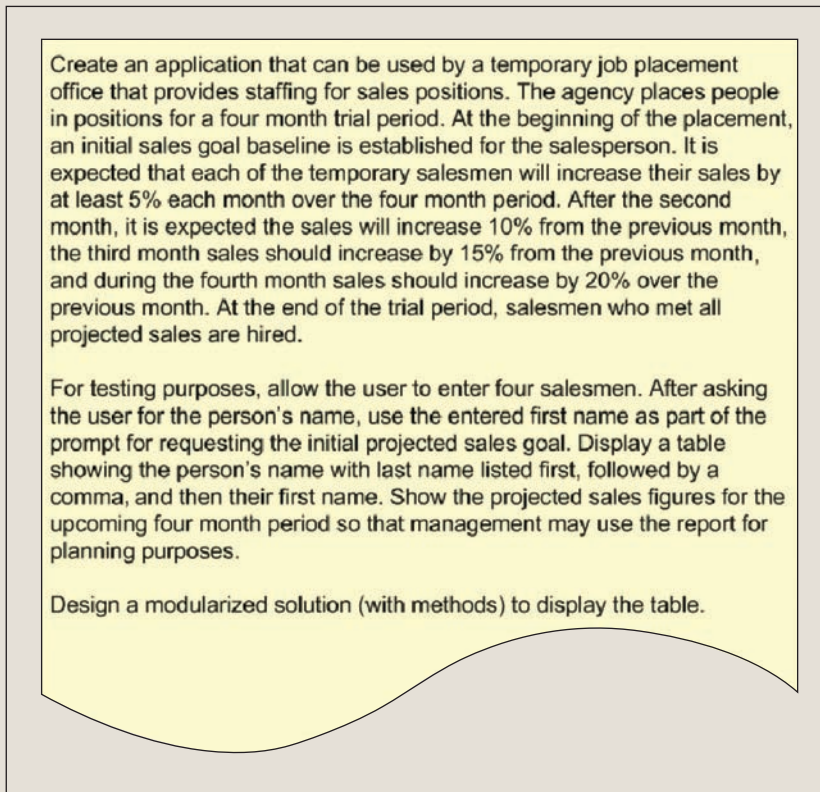 Create an application that can be used by a temporary job placement
office that provides staffing for sales positions. The agency places people
in positions for a four month trial period. At the beginning of the placement,
an initial sales goal baseline is established for the salesperson. It is
expected that each of the temporary salesmen will increase their sales by
at least 5% each month over the four month period. After the second
month, it is expected the sales will increase 10% from the previous month,
the third month sales should increase by 15% from the previous month,
and during the fourth month sales should increase by 20% over the
previous month. At the end of the trial period, salesmen who met all
projected sales are hired.

For testing purposes, allow the user to enter four salesmen. After asking
the user for the person's name, use the entered first name as part of the
prompt for requesting the initial projected sales goal. Display a table
showing the person's name with last name listed first, followed by a
comma, and then their first name. Show the projected sales figures for the
upcoming four month period so that management may use the report for
planning purposes.

Design a modularized solution (with methods) to display the table.